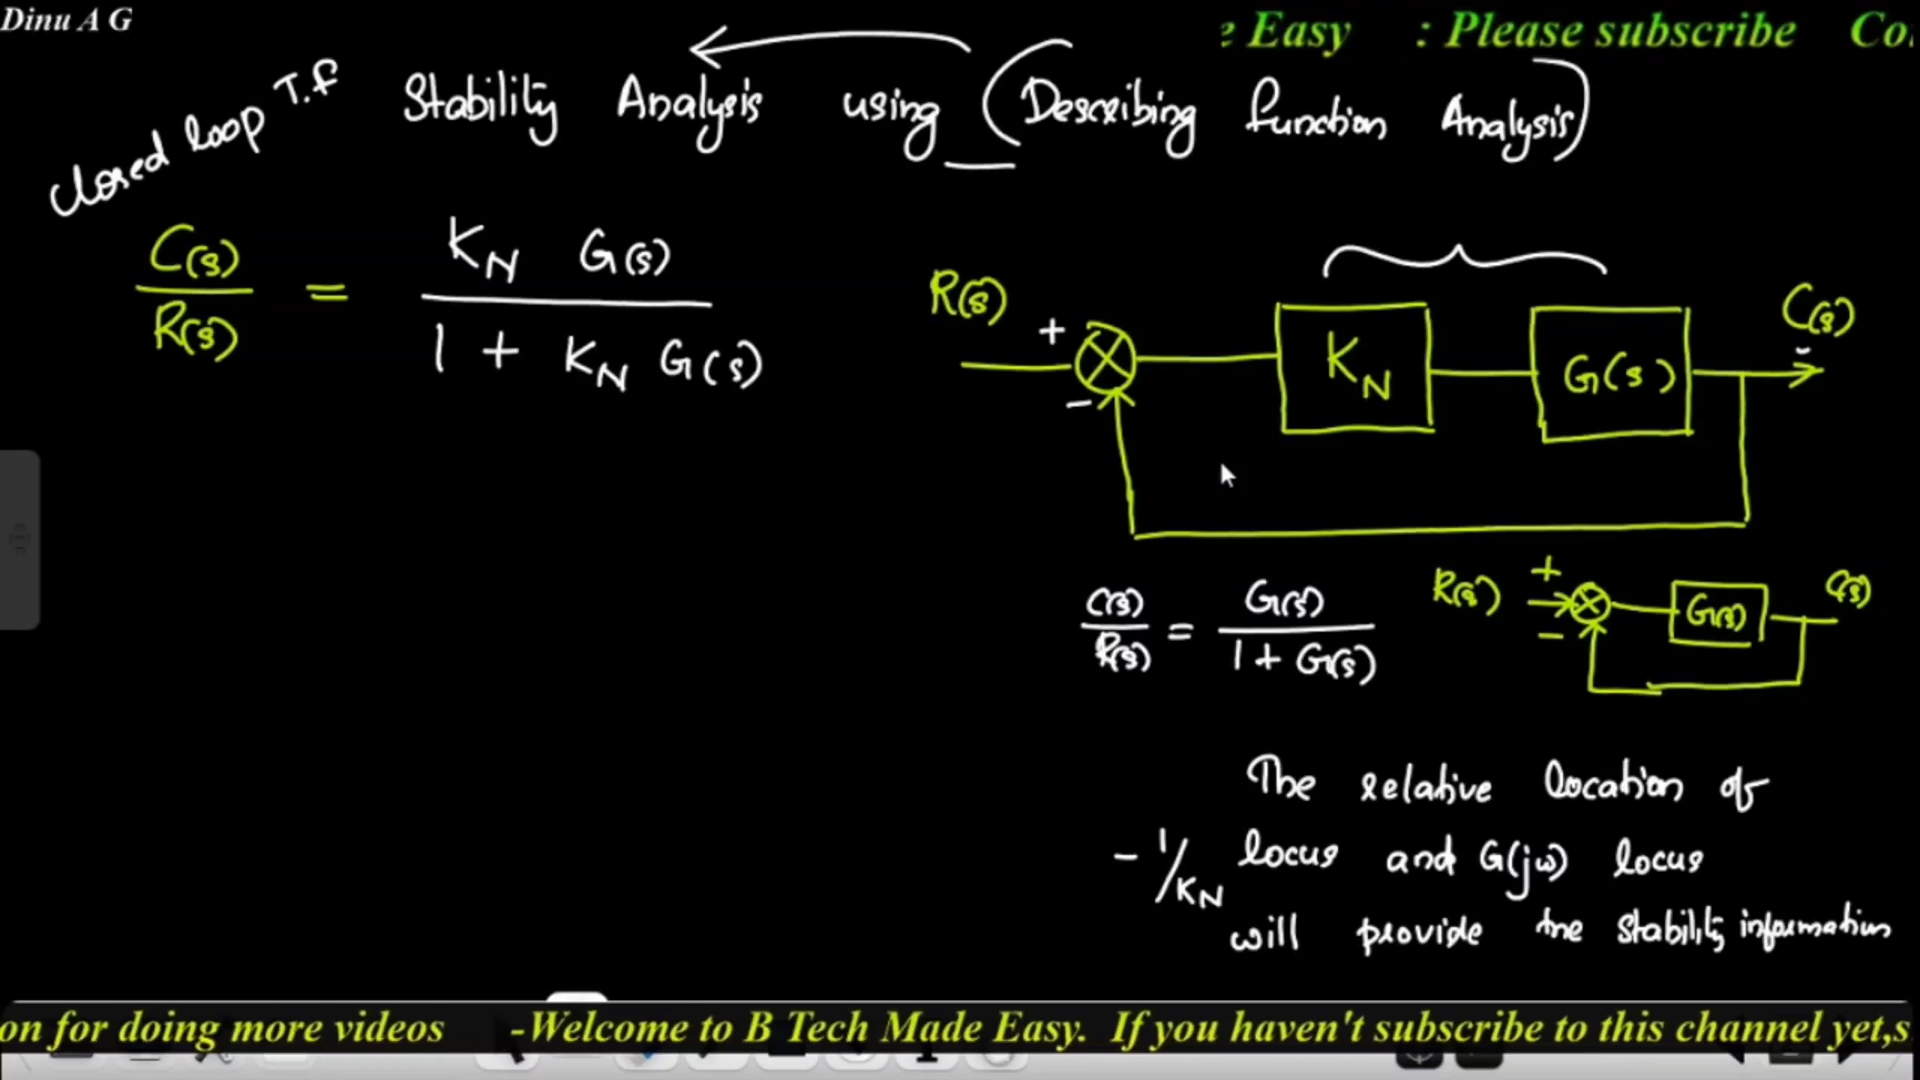 Dinu A G
e Easy : Please subscribe Co
closed loop T.f
Stability Analysis using (Describing function Analysis)
C(s)/R(s) = K_N G(s) / 1 + K_N G(s)
R(s) + - K_N G(s) C(s)
C(s)/R(s) = G(s) / 1 + G(s)
R(s) + - G(s) C(s)
The relative location of
- 1/K_N locus and G(jω) locus
will provide the stability information
on for doing more videos -Welcome to B Tech Made Easy. If you haven't subscribe to this channel yet,s